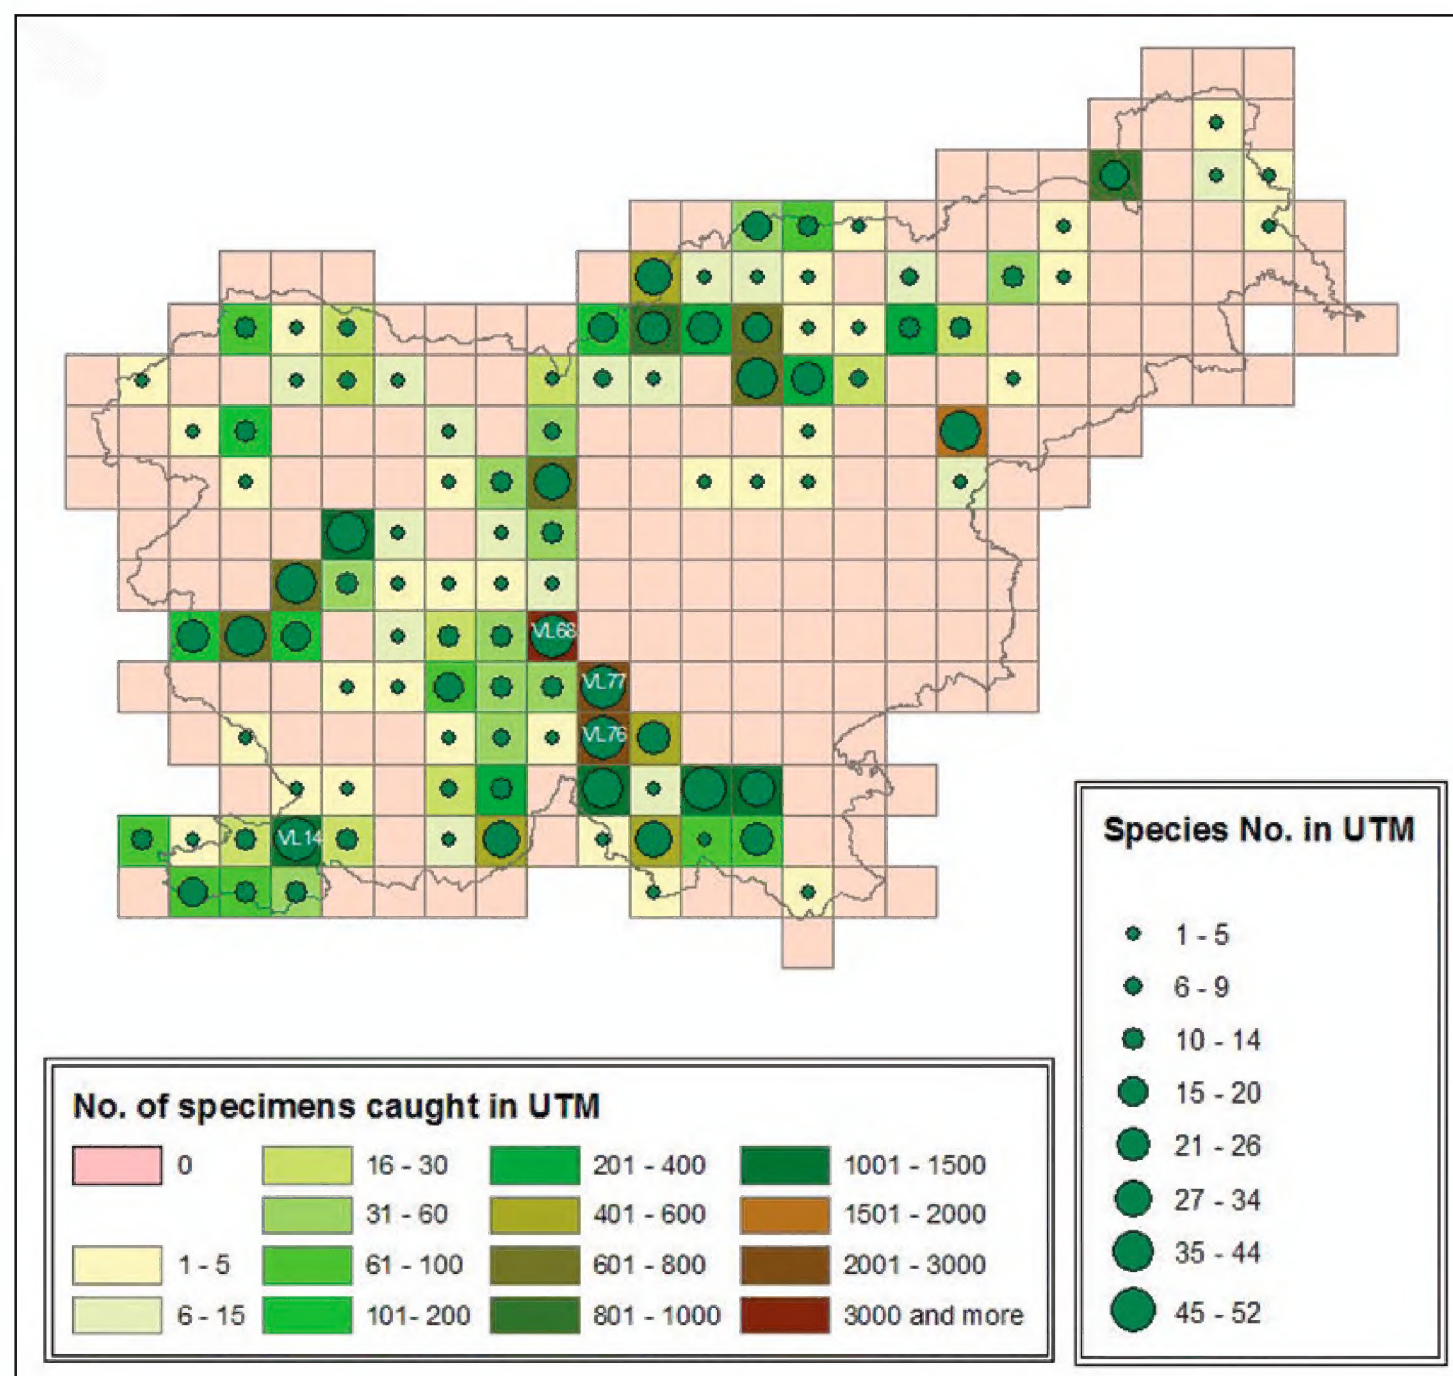 VL68
VL77
VL76
VL14
Species No. in UTM
1 - 5
6 - 9
10 - 14
15 - 20
21 - 26
27 - 34
35 - 44
45 - 52
No. of specimens caught in UTM
0 16 - 30 201 - 400 1001 - 1500
31 - 60 401 - 600 1501 - 2000
1 - 5 61 - 100 601 - 800 2001 - 3000
6 - 15 101- 200 801 - 1000 3000 and more